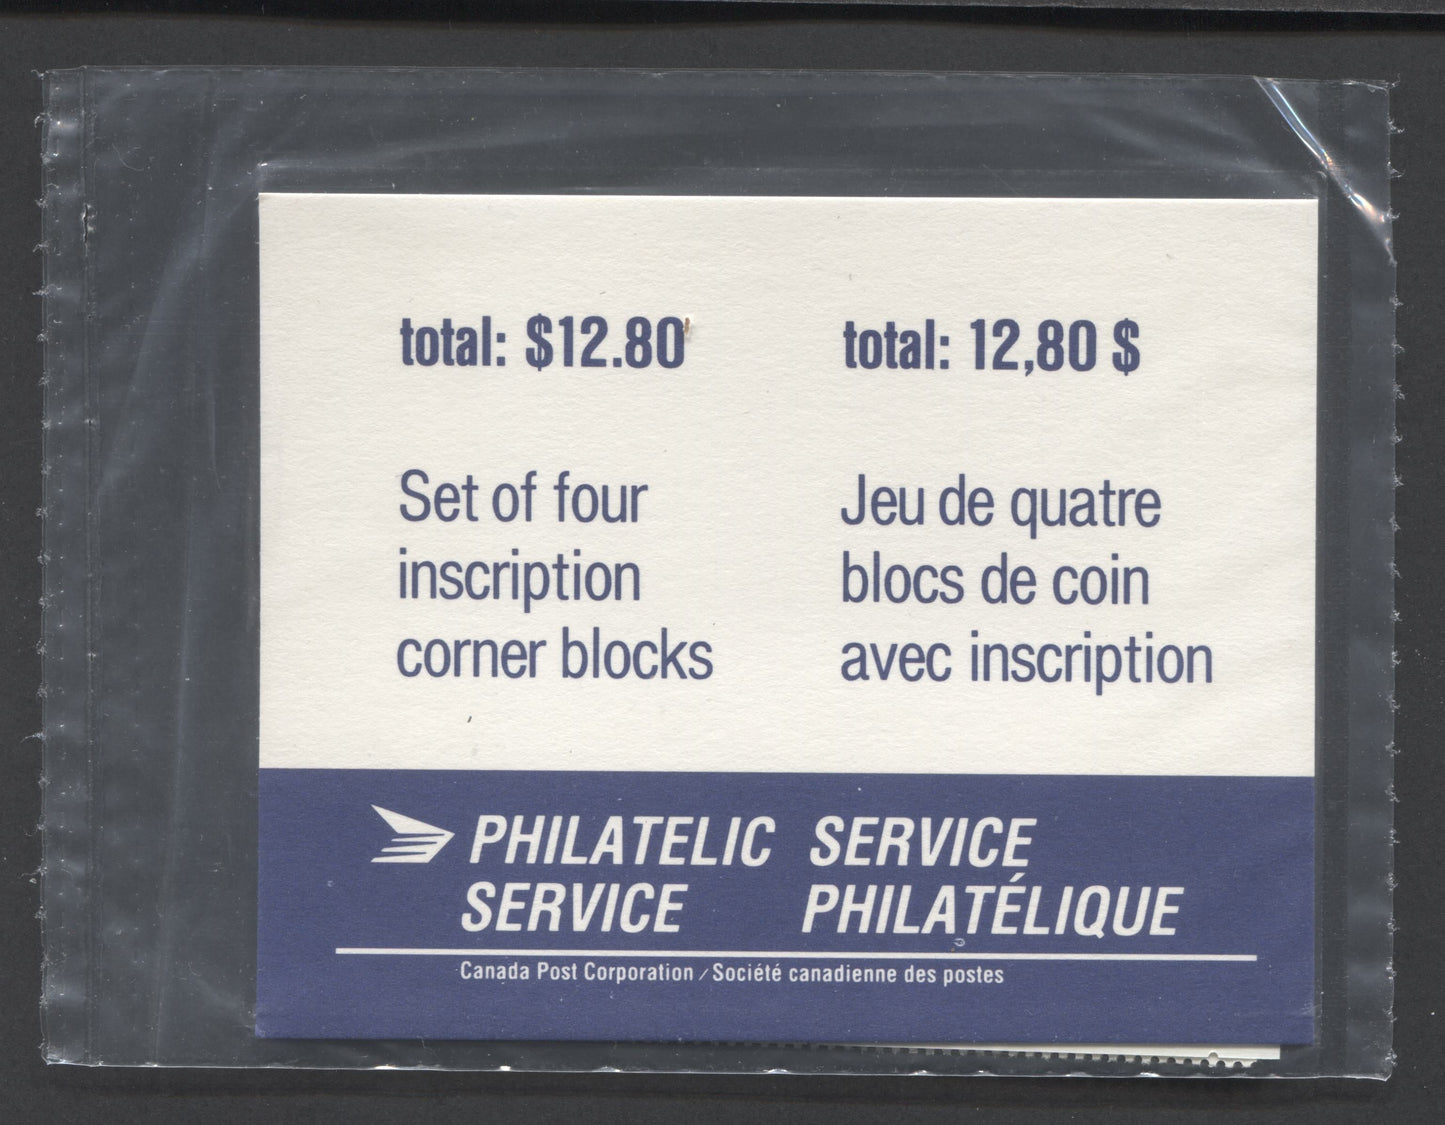 total: $12.80
Set of four
inscription
corner blocks
total: 12,80 $
Jeu de quatre
blocs de coin
avec inscription
PHILATELIC
SERVICE
SERVICE
PHILATÉLIQUE
Canada Post Corporation / Société canadienne des postes